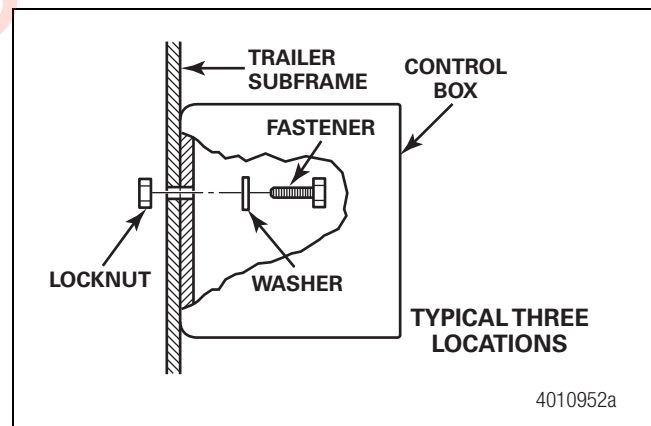 TRAILER
SUBFRAME
CONTROL
BOX
FASTENER
LOCKNUT
WASHER
TYPICAL THREE
LOCATIONS
4010952a